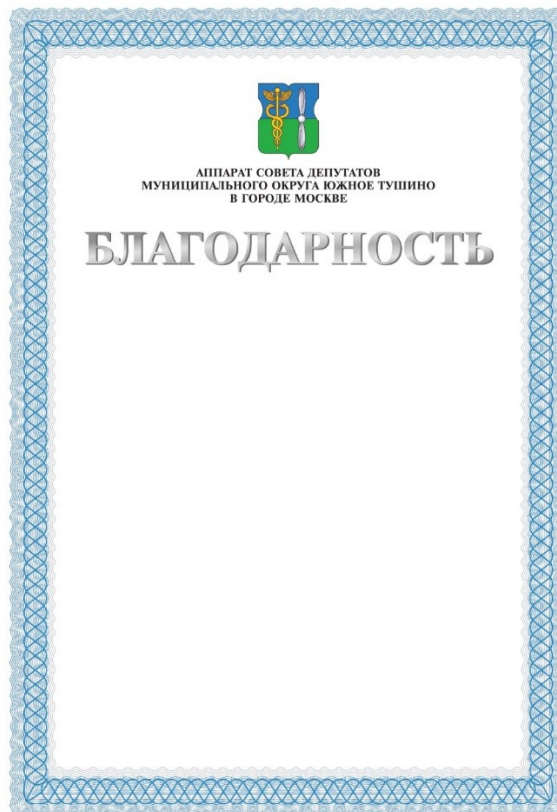 АППАРАТ СОВЕТА ДЕПУТАТОВ
МУНИЦИПАЛЬНОГО ОКРУГА ЮЖНОЕ ТУШИНО
В ГОРОДЕ МОСКВЕ
БЛАГОДАРНОСТЬ